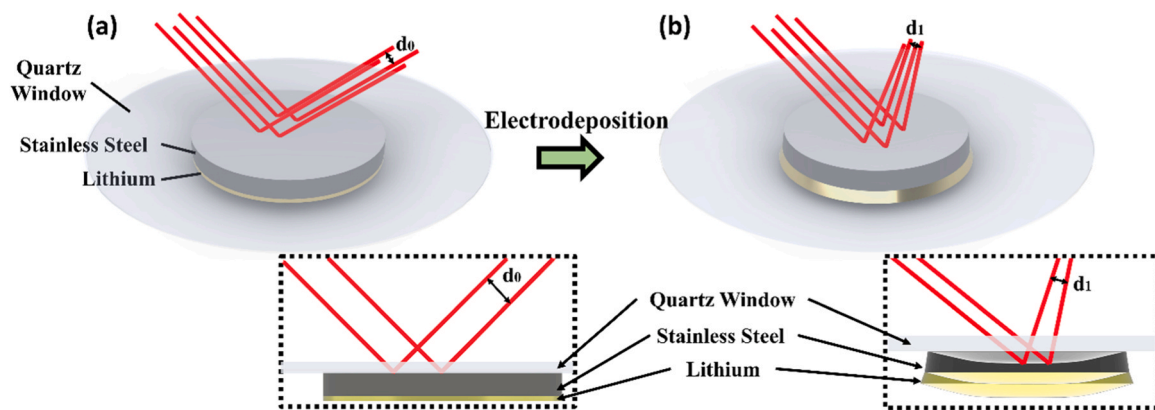 (a)
d0
Quartz
Window
Stainless Steel
Lithium
Electrodeposition
(b)
d1
d0
Quartz Window
Stainless Steel
Lithium
d1